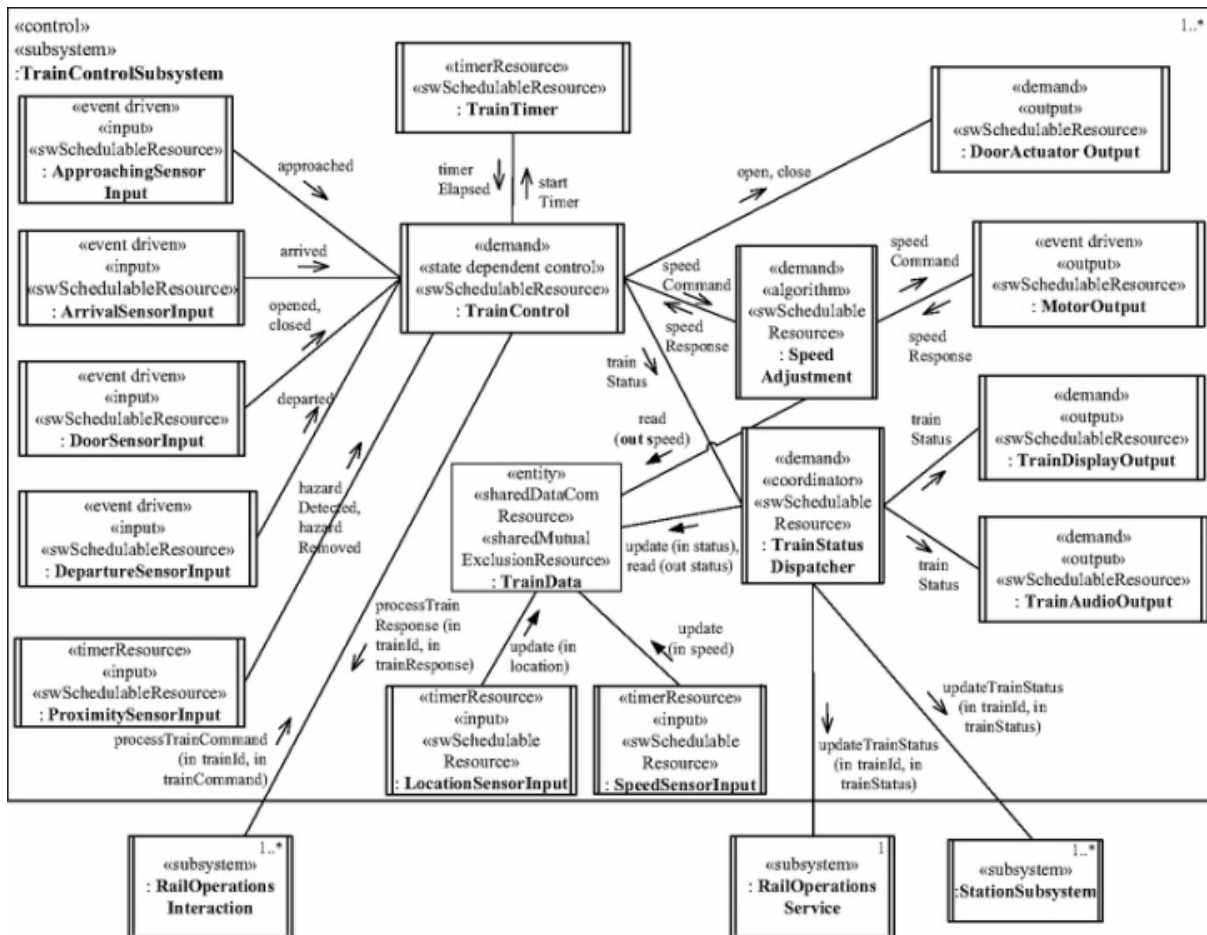 «control»
«subsystem»
:TrainControlSubsystem
1..*
«timerResource»
«swSchedulableResource»
: TrainTimer
«event driven»
«input»
«swSchedulableResource»
: ApproachingSensor
Input
approached
timer
Elapsed
start
Timer
open, close
«demand»
«output»
«swSchedulableResource»
: DoorActuator Output
«event driven»
«input»
«swSchedulableResource»
: ArrivalSensorInput
arrived
opened,
closed
«demand»
«state dependent control»
«swSchedulableResource»
: TrainControl
speed
Command
speed
Response
train
Status
«demand»
«algorithm»
«swSchedulable
Resource»
: Speed
Adjustment
speed
Command
speed
Response
«event driven»
«output»
«swSchedulableResource»
: MotorOutput
«event driven»
«input»
«swSchedulableResource»
: DoorSensorInput
departed
read
(out speed)
«event driven»
«input»
«swSchedulableResource»
: DepartureSensorInput
hazard
Detected,
hazard
Removed
«entity»
«sharedDataCom
Resource»
«sharedMutual
ExclusionResource»
: TrainData
update (in status),
read (out status)
«demand»
«coordinator»
«swSchedulable
Resource»
: TrainStatus
Dispatcher
train
Status
«demand»
«output»
«swSchedulableResource»
: TrainDisplayOutput
train
Status
«demand»
«output»
«swSchedulableResource»
: TrainAudioOutput
«timerResource»
«input»
«swSchedulableResource»
: ProximitySensorInput
processTrain
Response (in
trainId, in
trainResponse)
update (in
location)
update
(in speed)
processTrainCommand
(in trainId, in
trainCommand)
«timerResource»
«input»
«swSchedulable
Resource»
: LocationSensorInput
«timerResource»
«input»
«swSchedulable
Resource»
: SpeedSensorInput
updateTrainStatus
(in trainId, in
trainStatus)
updateTrainStatus
(in trainId, in
trainStatus)
1..*
«subsystem»
: RailOperations
Interaction
1
«subsystem»
: RailOperations
Service
1..*
«subsystem»
:StationSubsystem